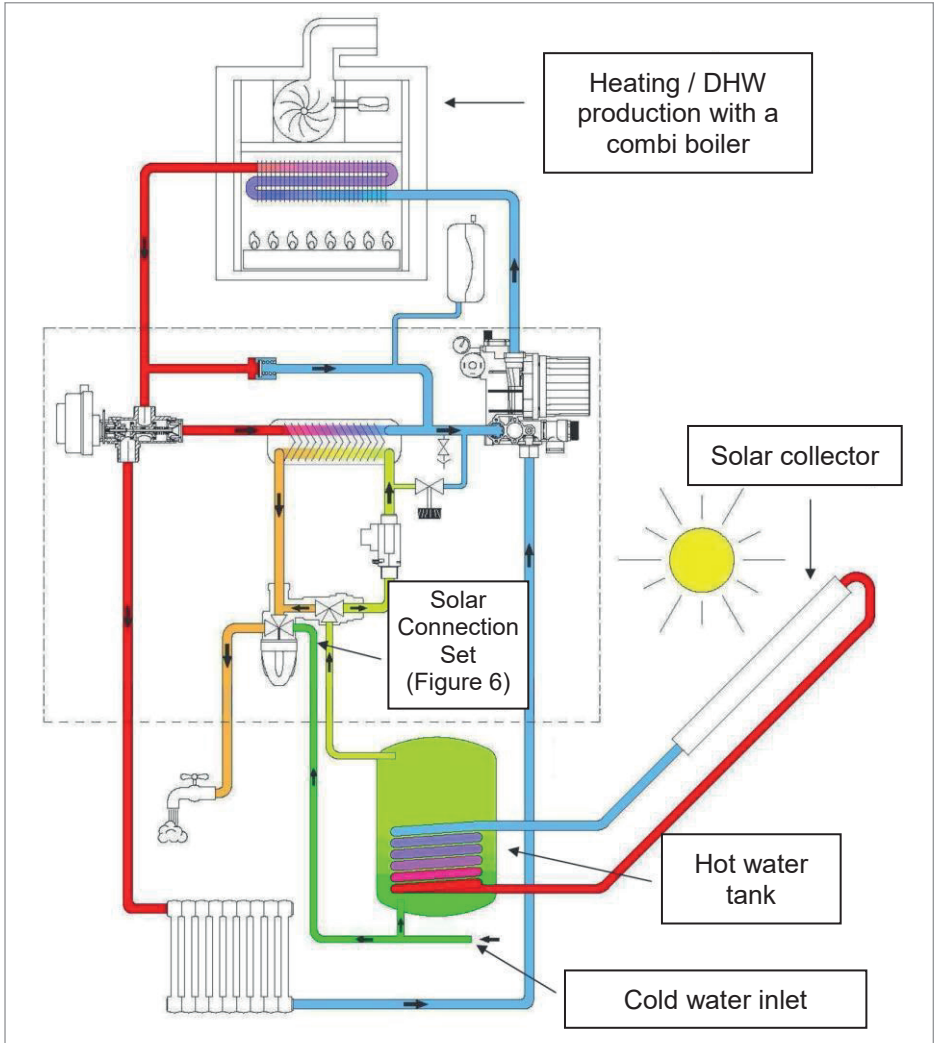 Heating / DHW
production with a
combi boiler
Solar collector
Solar
Connection
Set
(Figure 6)
Hot water
tank
Cold water inlet